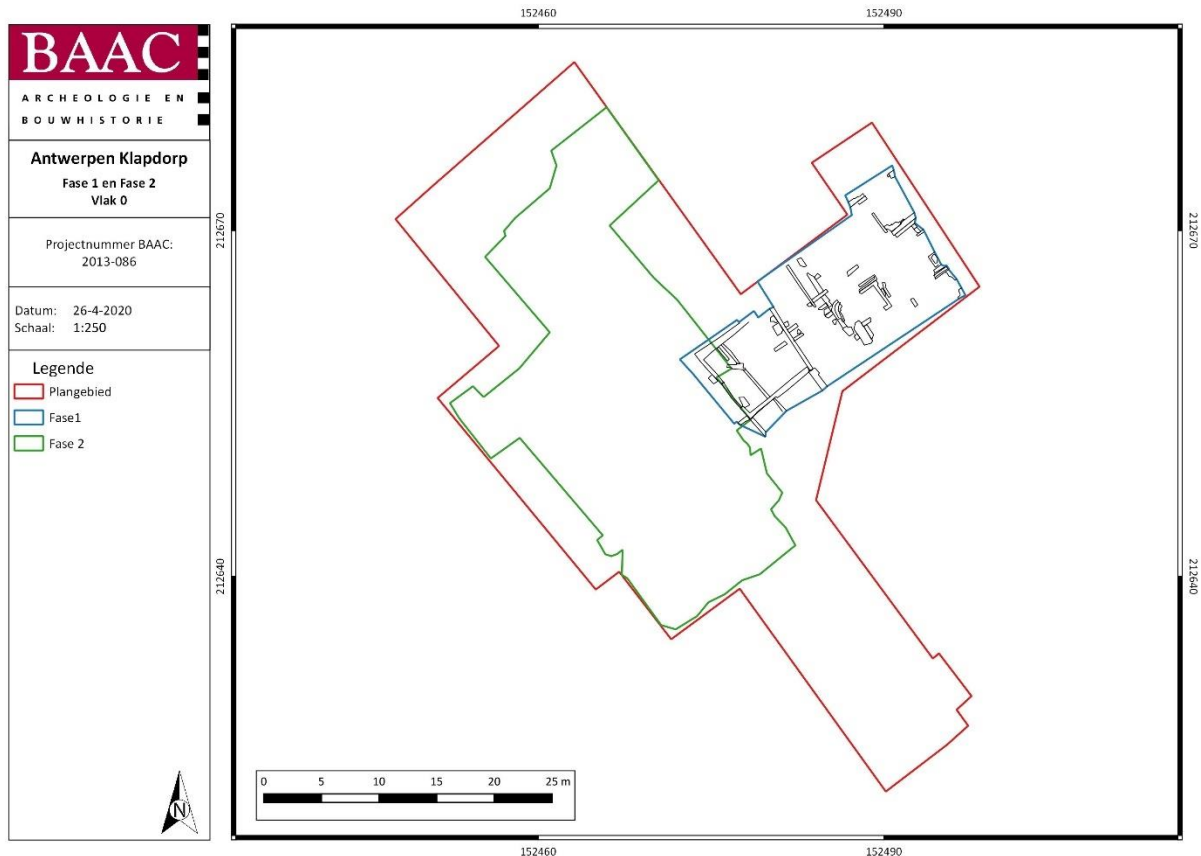 BAAC
ARCHEOLOGIE EN
BOUWHISTORIE
Antwerpen Klapdorp
Fase 1 en Fase 2
Vlak 0
Projectnummer BAAC:
2013-086
Datum: 26-4-2020
Schaal: 1:250
Legende
Plangebied
Fase1
Fase 2
N
152460 152490
212670 212670
212640 212640
0 5 10 15 20 25 m
152460 152490